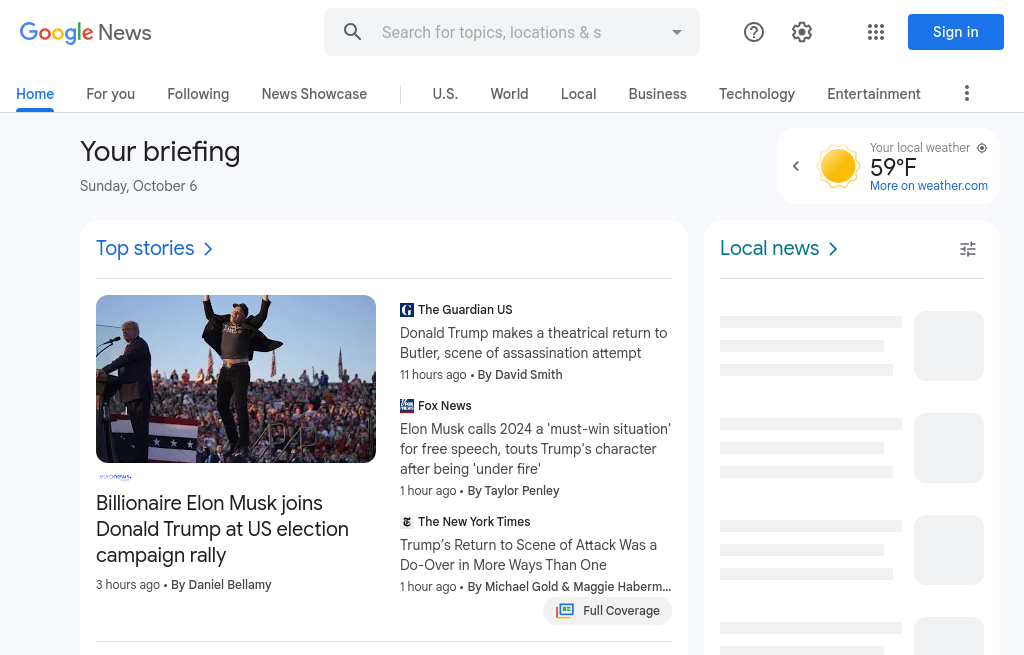 Google News
Search for topics, locations & s
Sign in
Home
For you
Following
News Showcase
U.S.
World
Local
Business
Technology
Entertainment
Your briefing
Sunday, October 6
Your local weather
59°F
More on weather.com
Top stories
euronews.
Billionaire Elon Musk joins
Donald Trump at US election
campaign rally
3 hours ago • By Daniel Bellamy
The Guardian US
Donald Trump makes a theatrical return to
Butler, scene of assassination attempt
11 hours ago • By David Smith
Fox News
Elon Musk calls 2024 a 'must-win situation'
for free speech, touts Trump's character
after being 'under fire'
1 hour ago • By Taylor Penley
The New York Times
Trump’s Return to Scene of Attack Was a
Do-Over in More Ways Than One
1 hour ago • By Michael Gold & Maggie Haberm...
Full Coverage
Local news